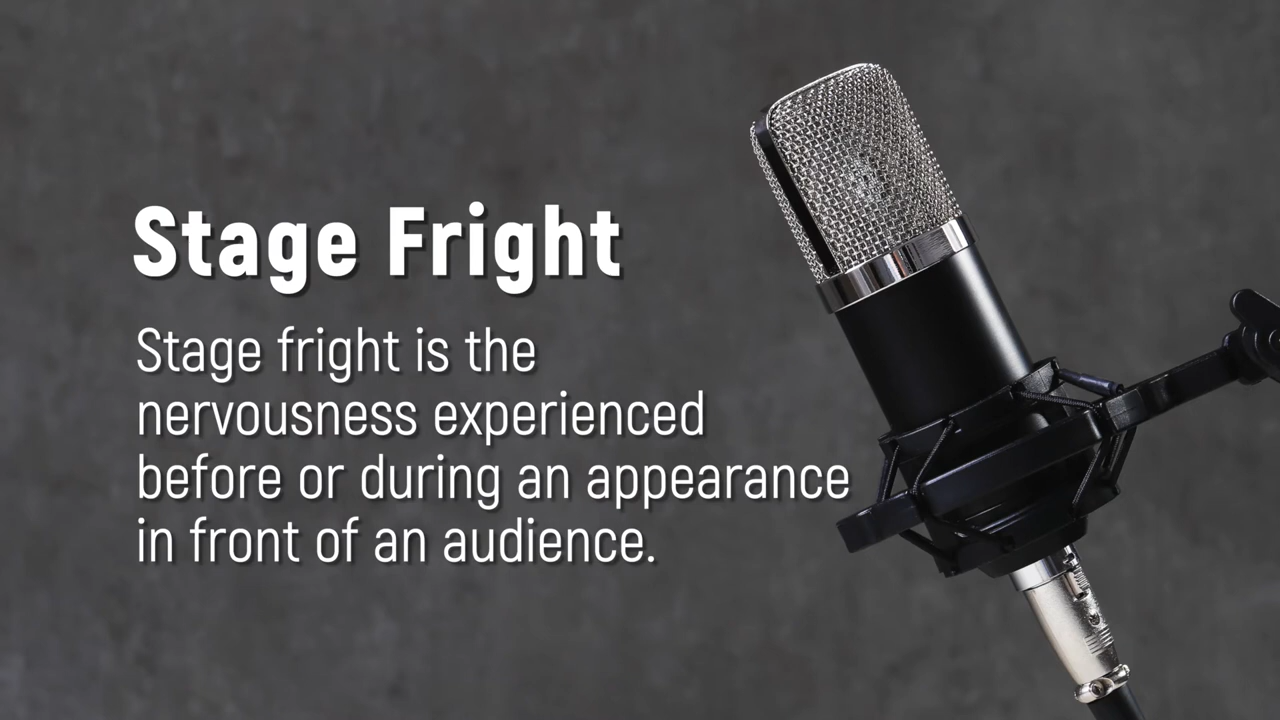 Stage Fright
Stage fright is the
nervousness experienced
before or during an appearance
in front of an audience.